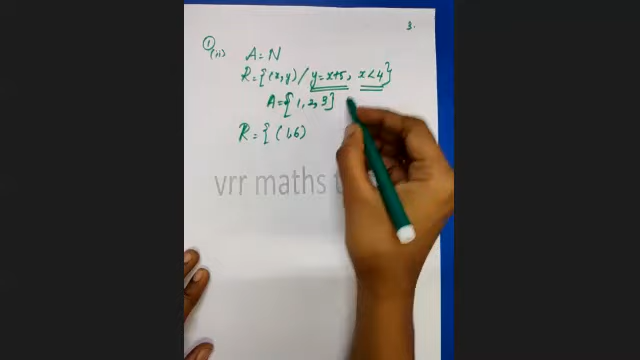 3.
①
(ii) A = N
R = {(x, y) / y = x+5, x < 4}
A = {1, 2, 3}
R = { (1,6)
vrr maths t